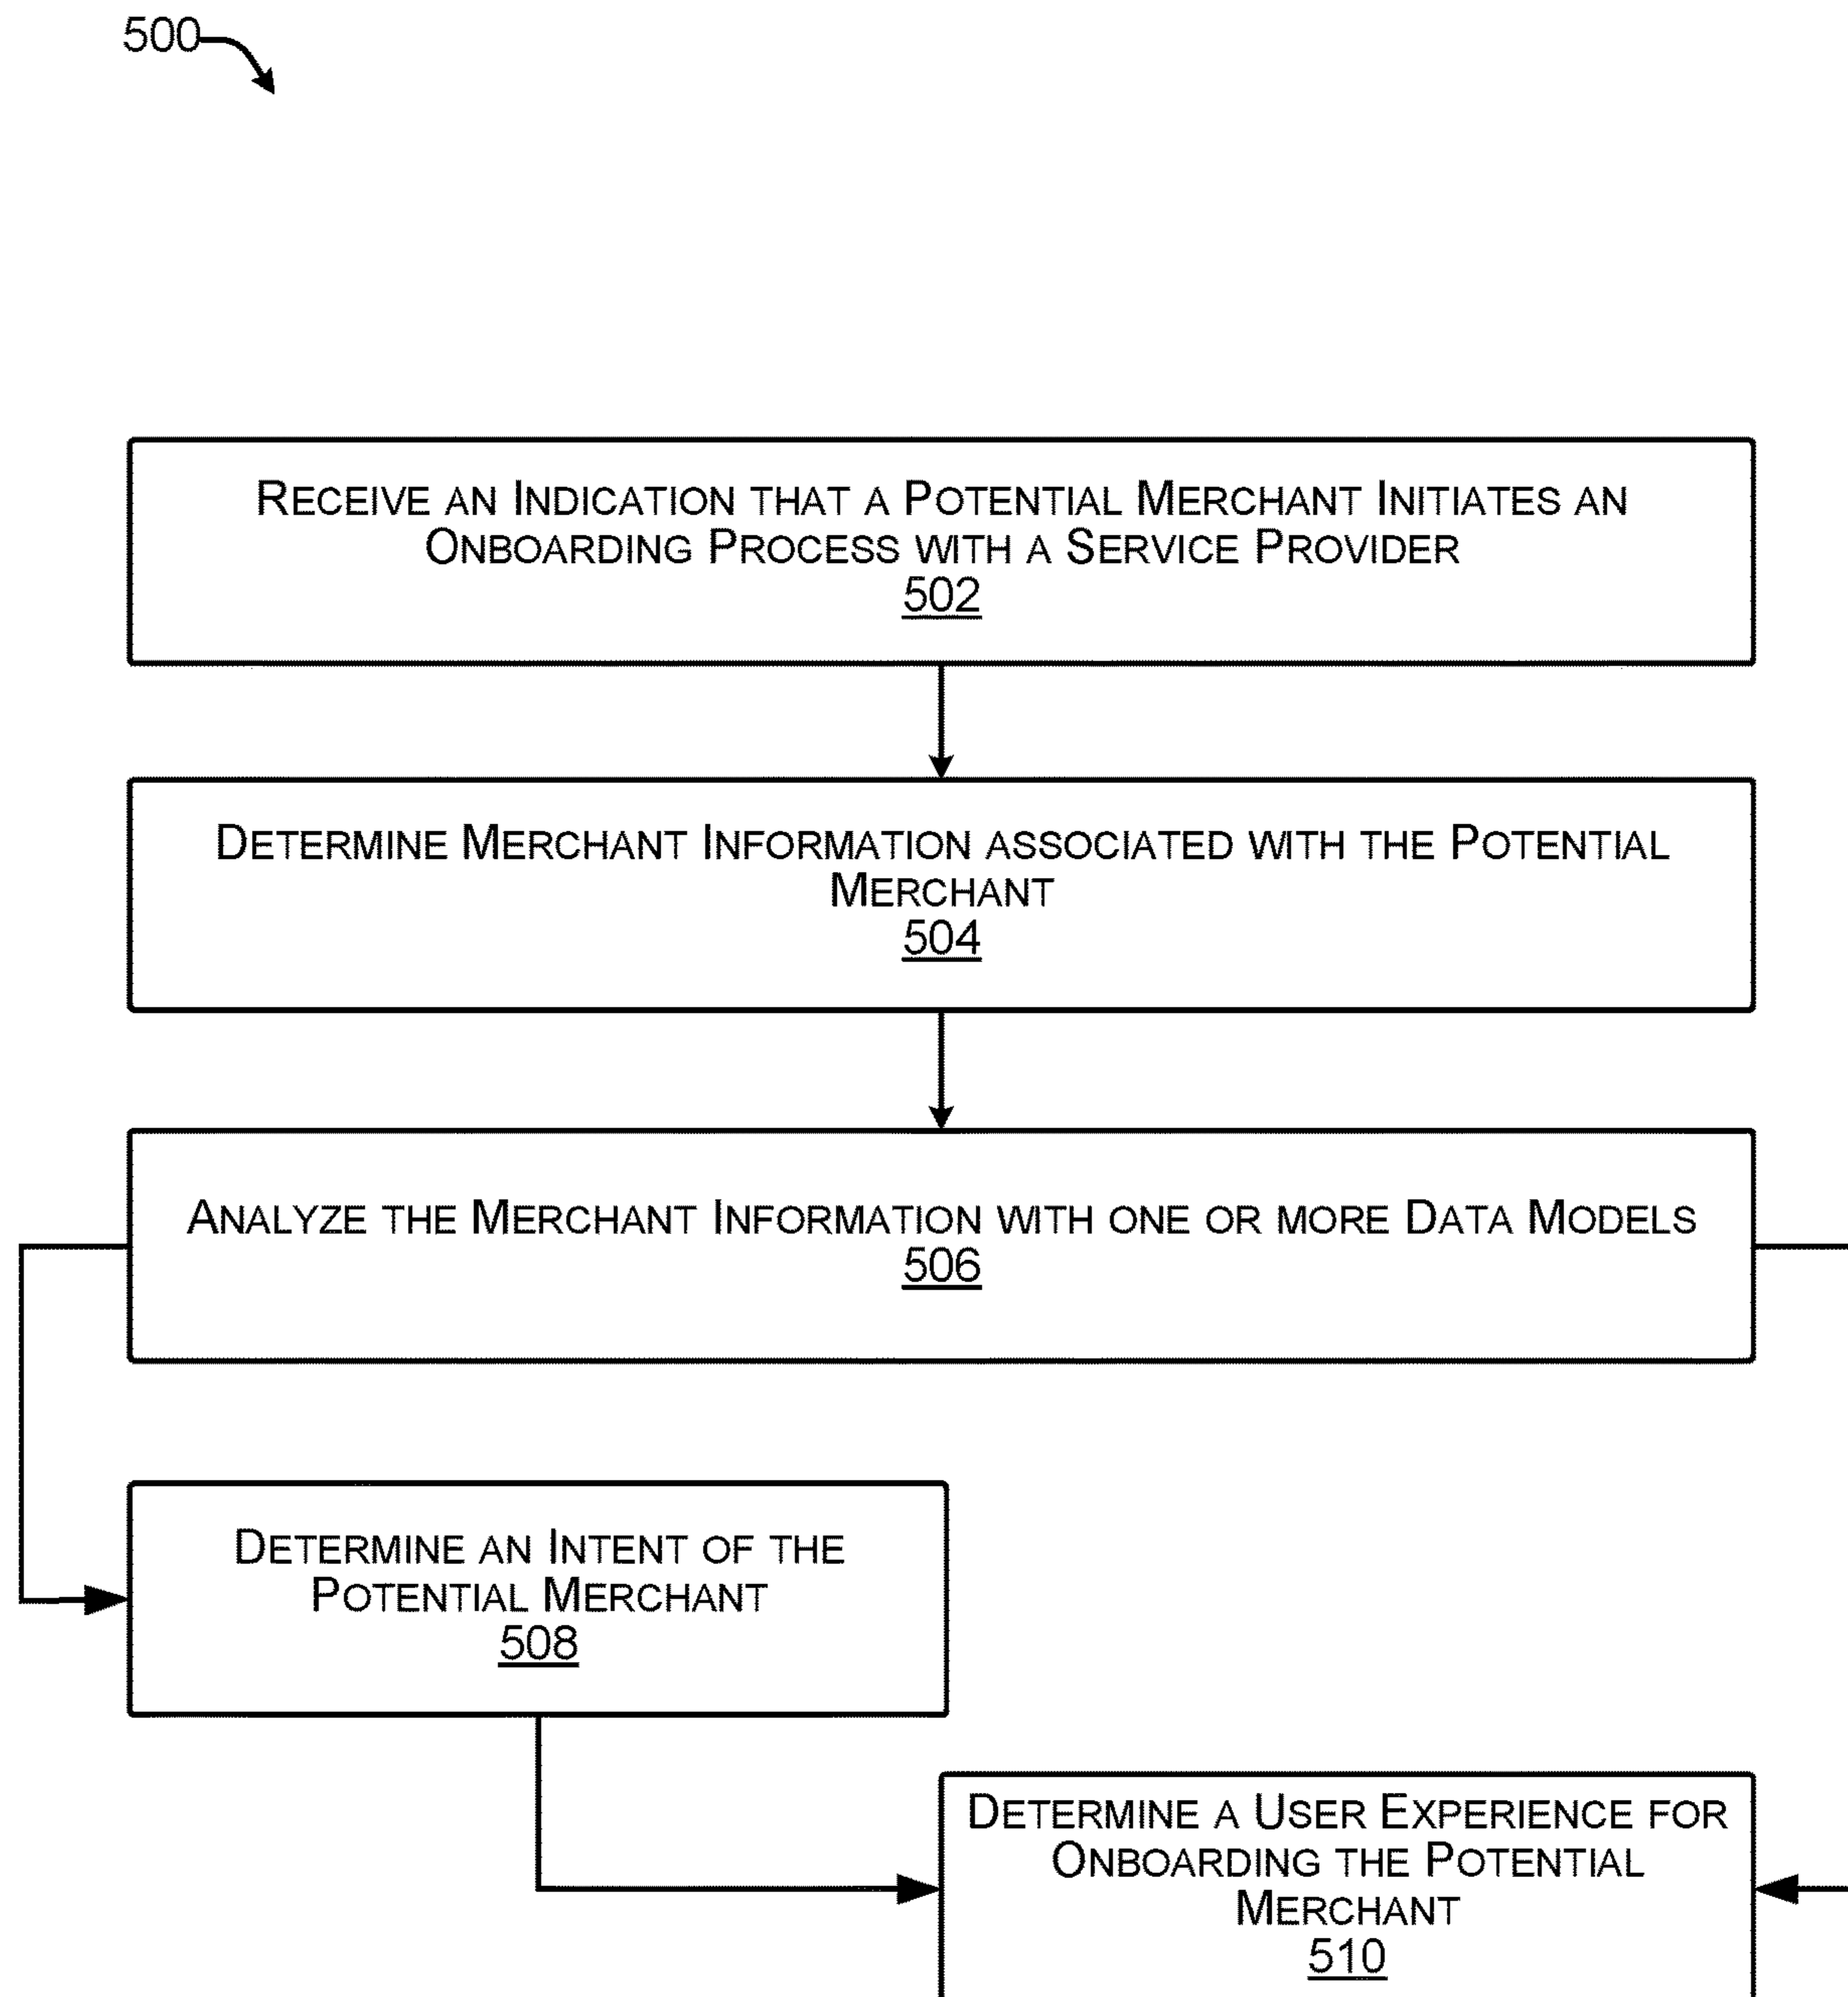 500
RECEIVE AN INDICATION THAT A POTENTIAL MERCHANT INITIATES AN
ONBOARDING PROCESS WITH A SERVICE PROVIDER
502
DETERMINE MERCHANT INFORMATION ASSOCIATED WITH THE POTENTIAL
MERCHANT
504
ANALYZE THE MERCHANT INFORMATION WITH ONE OR MORE DATA MODELS
506
DETERMINE AN INTENT OF THE
POTENTIAL MERCHANT
508
DETERMINE A USER EXPERIENCE FOR
ONBOARDING THE POTENTIAL
MERCHANT
510